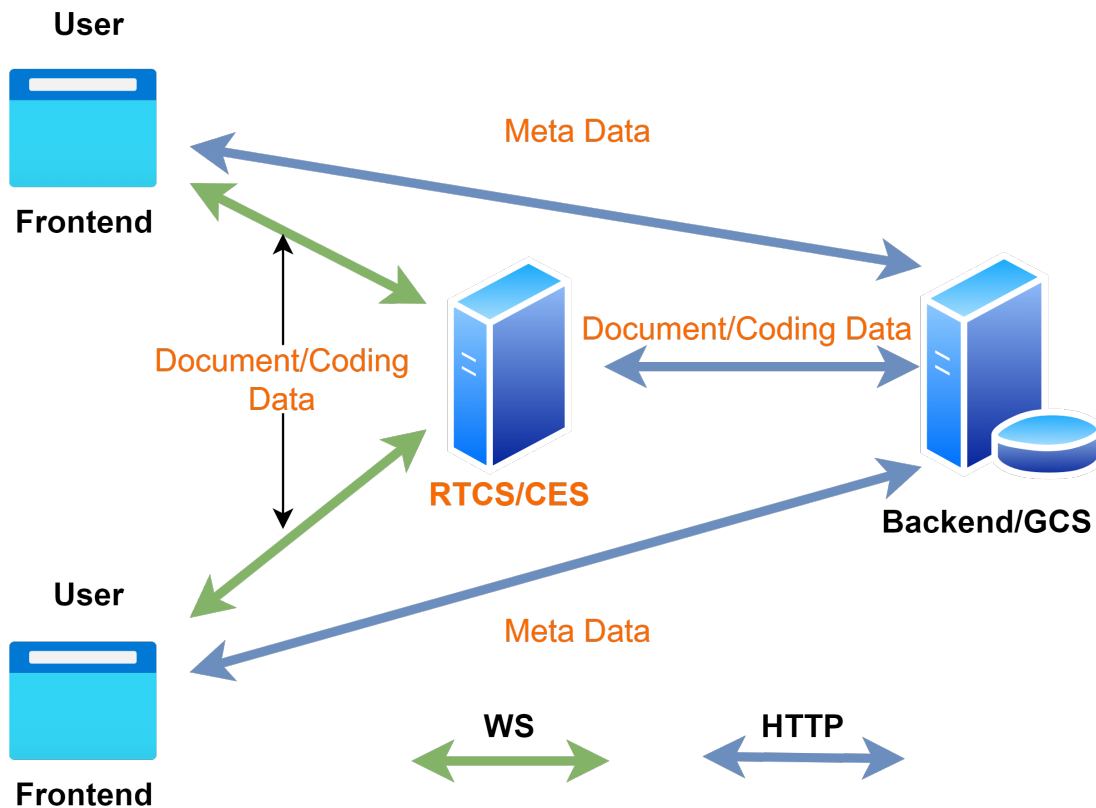 User
Frontend
Meta Data
Document/Coding Data
Document/Coding
Data
RTCS/CES
Backend/GCS
User
Meta Data
Frontend
WS
HTTP